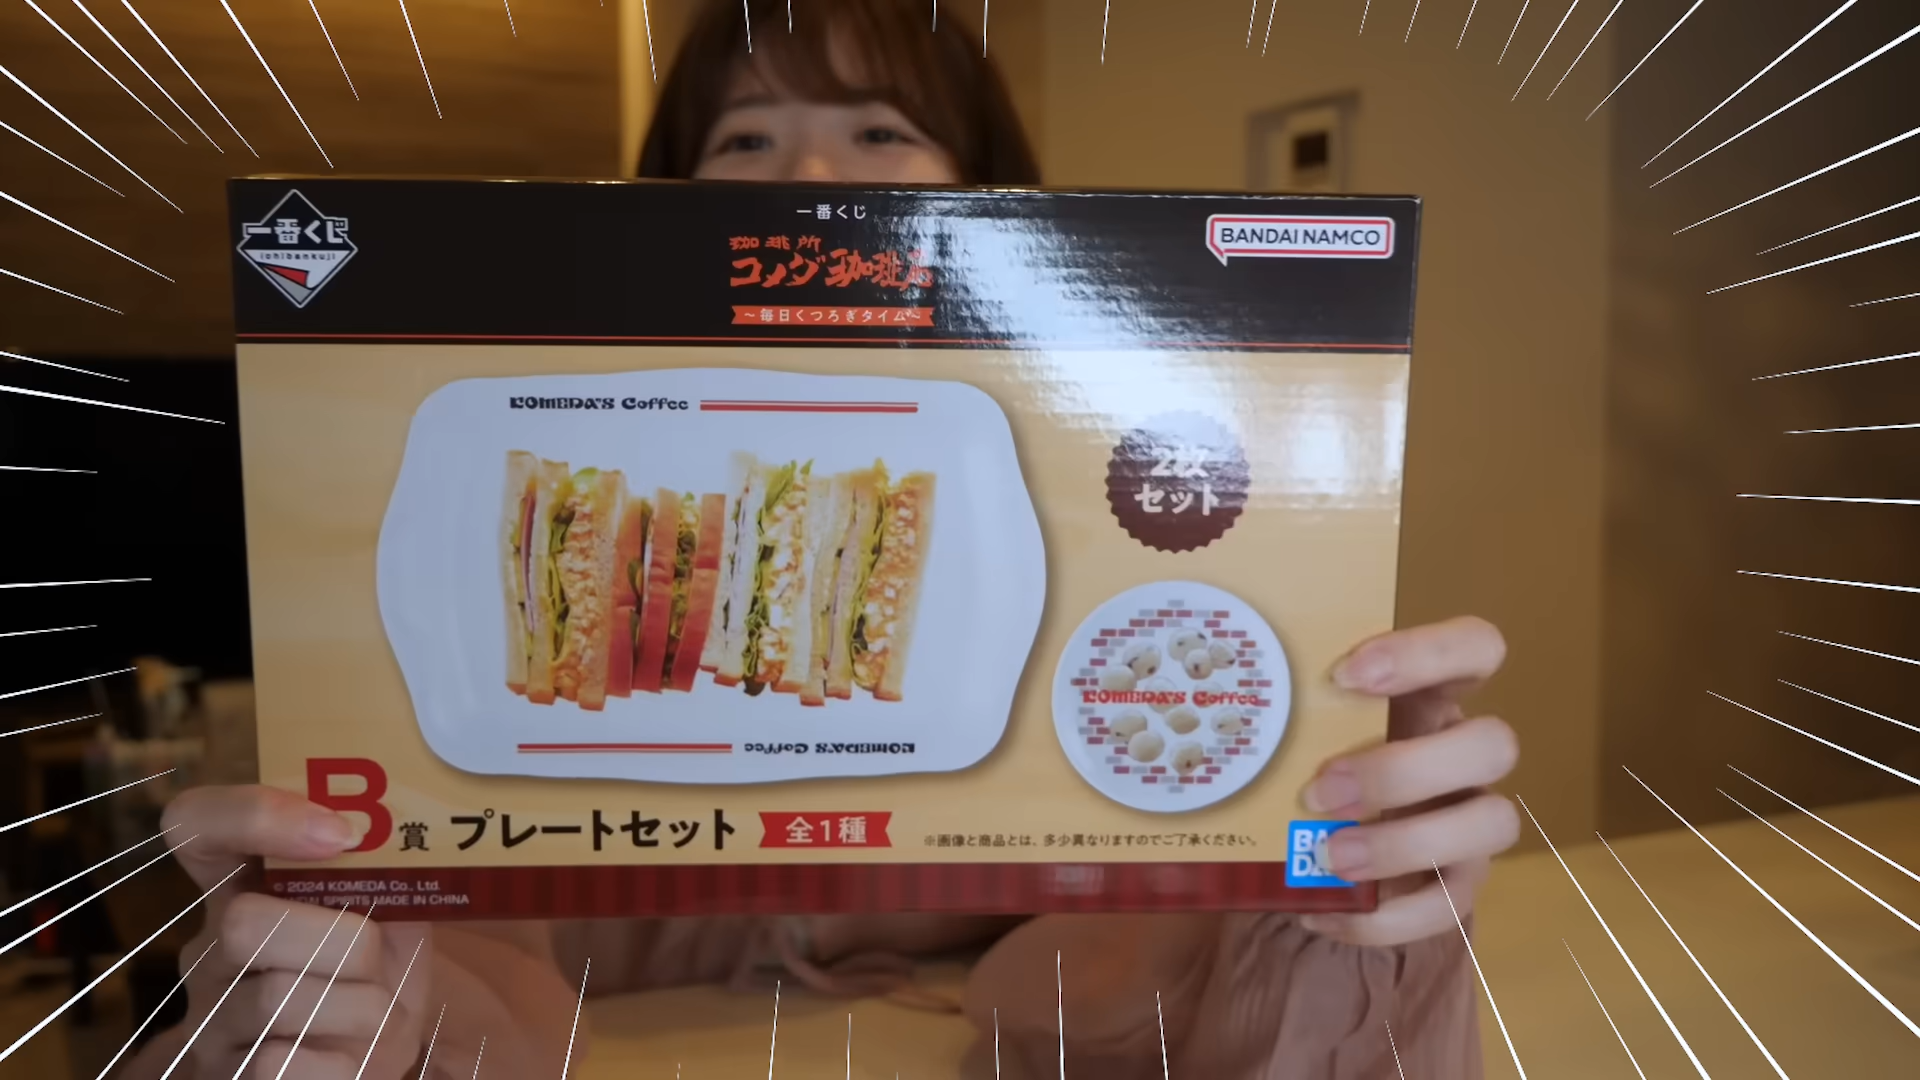 一番くじ
ichibankuji
一番くじ
珈琲所
コメダ珈琲店
~毎日くつろぎタイム~
BANDAI NAMCO
KOMEDA'S Coffee
2枚
セット
KOMEDA'S Coffee
KOMEDA'S Coffee
B賞 プレートセット 全1種
※画像と商品とは、多少異なりますのでご了承ください。
© 2024 KOMEDA Co., Ltd.
SPIRITS MADE IN CHINA